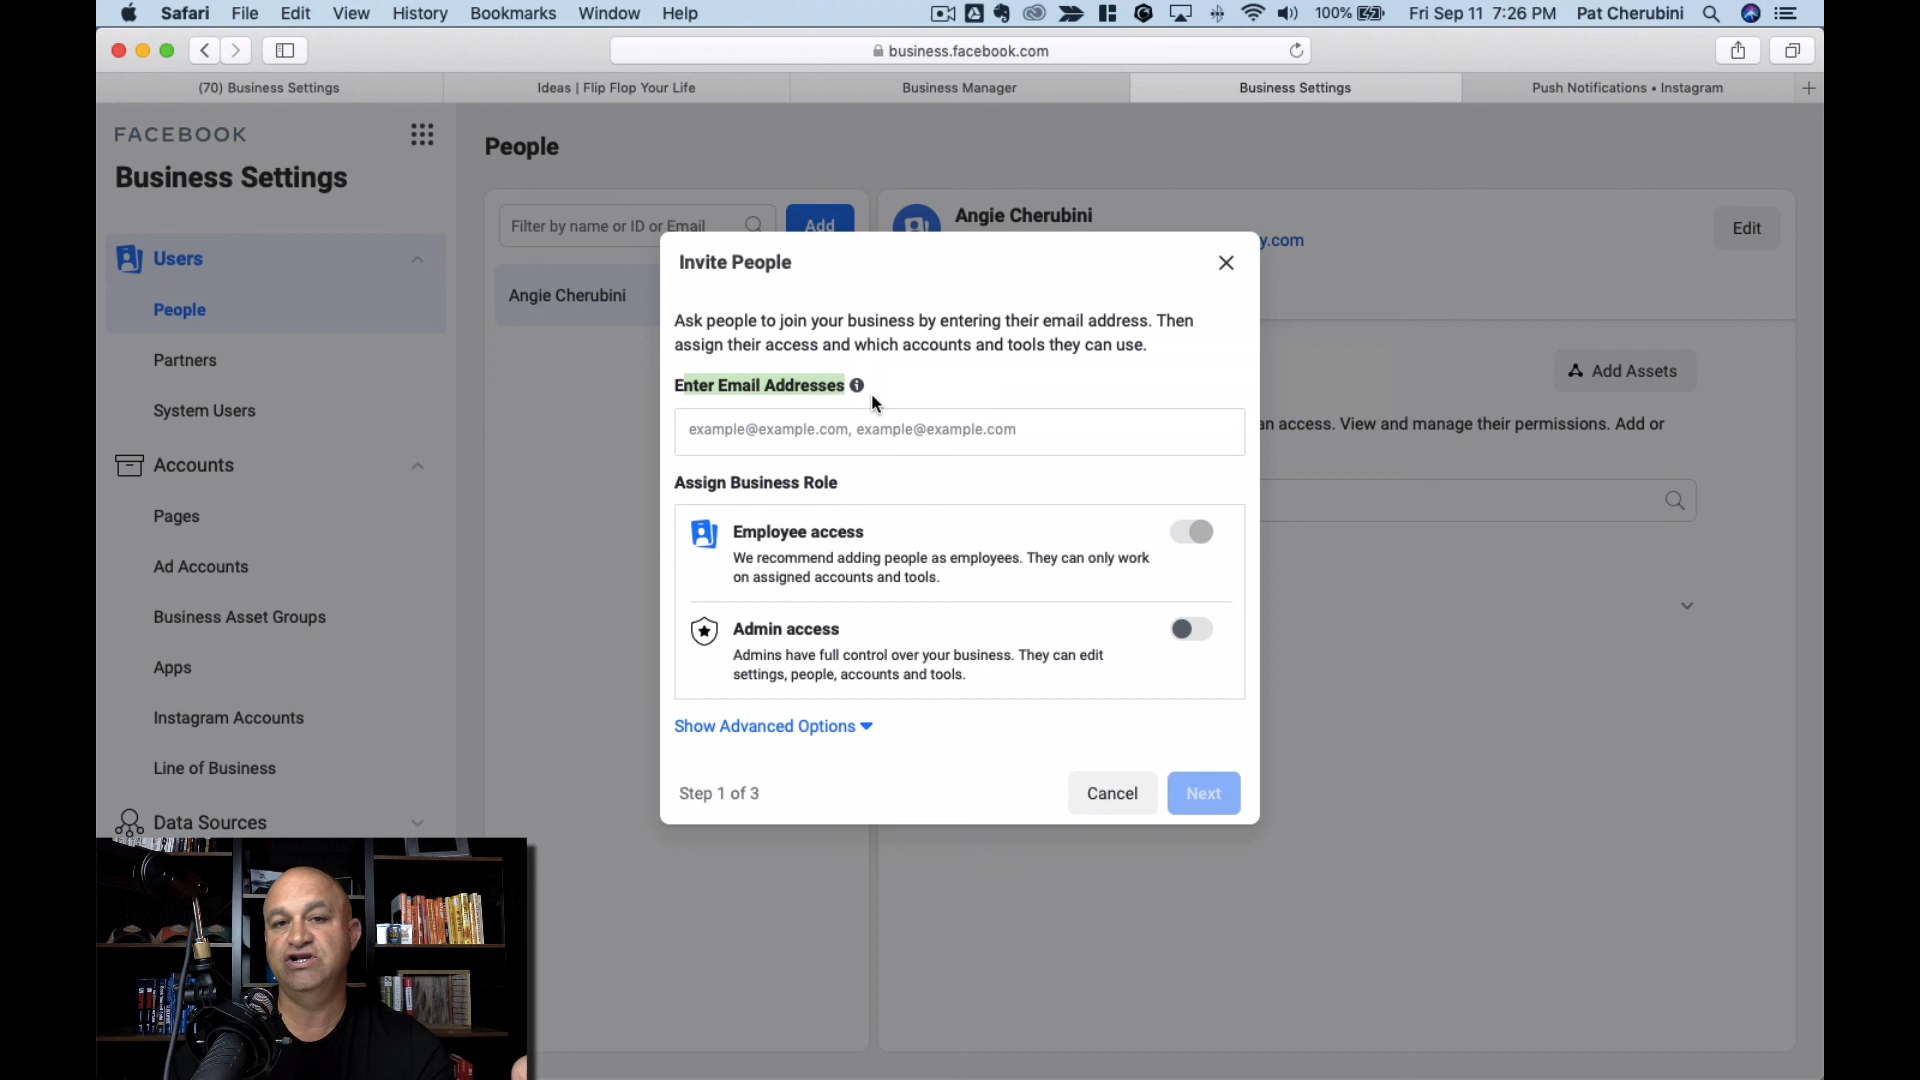 Safari File Edit View History Bookmarks Window Help 100% Fri Sep 11 7:26 PM Pat Cherubini
business.facebook.com
(70) Business Settings
Ideas | Flip Flop Your Life
Business Manager
Business Settings
Push Notifications • Instagram
FACEBOOK
Business Settings
Users
People
Partners
System Users
Accounts
Pages
Ad Accounts
Business Asset Groups
Apps
Instagram Accounts
Line of Business
Data Sources
People
Filter by name or ID or Email
Add
Angie Cherubini
Angie Cherubini
y.com
Edit
Add Assets
an access. View and manage their permissions. Add or
Invite People
Ask people to join your business by entering their email address. Then
assign their access and which accounts and tools they can use.
Enter Email Addresses
example@example.com, example@example.com
Assign Business Role
Employee access
We recommend adding people as employees. They can only work
on assigned accounts and tools.
Admin access
Admins have full control over your business. They can edit
settings, people, accounts and tools.
Show Advanced Options
Step 1 of 3
Cancel
Next